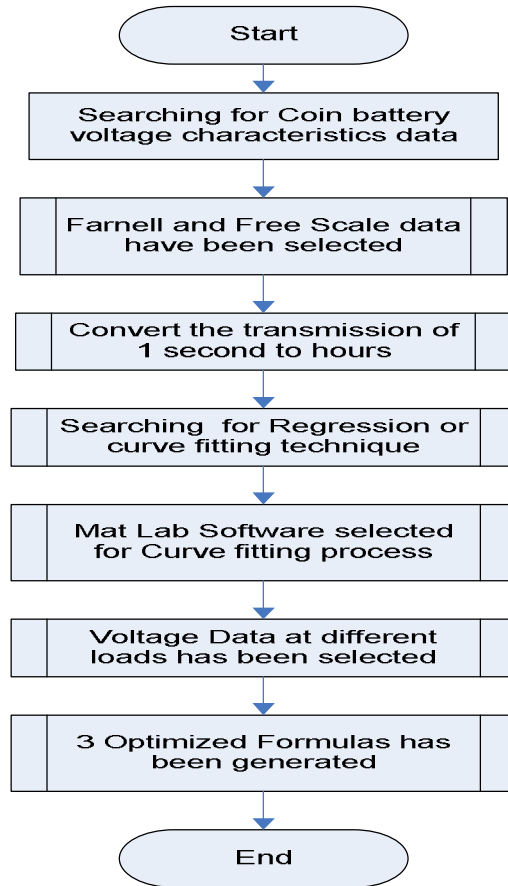 Start
Searching for Coin battery
voltage characteristics data
Farnell and Free Scale data
have been selected
Convert the transmission of
1 second to hours
Searching for Regression or
curve fitting technique
Mat Lab Software selected
for Curve fitting process
Voltage Data at different
loads has been selected
3 Optimized Formulas has
been generated
End